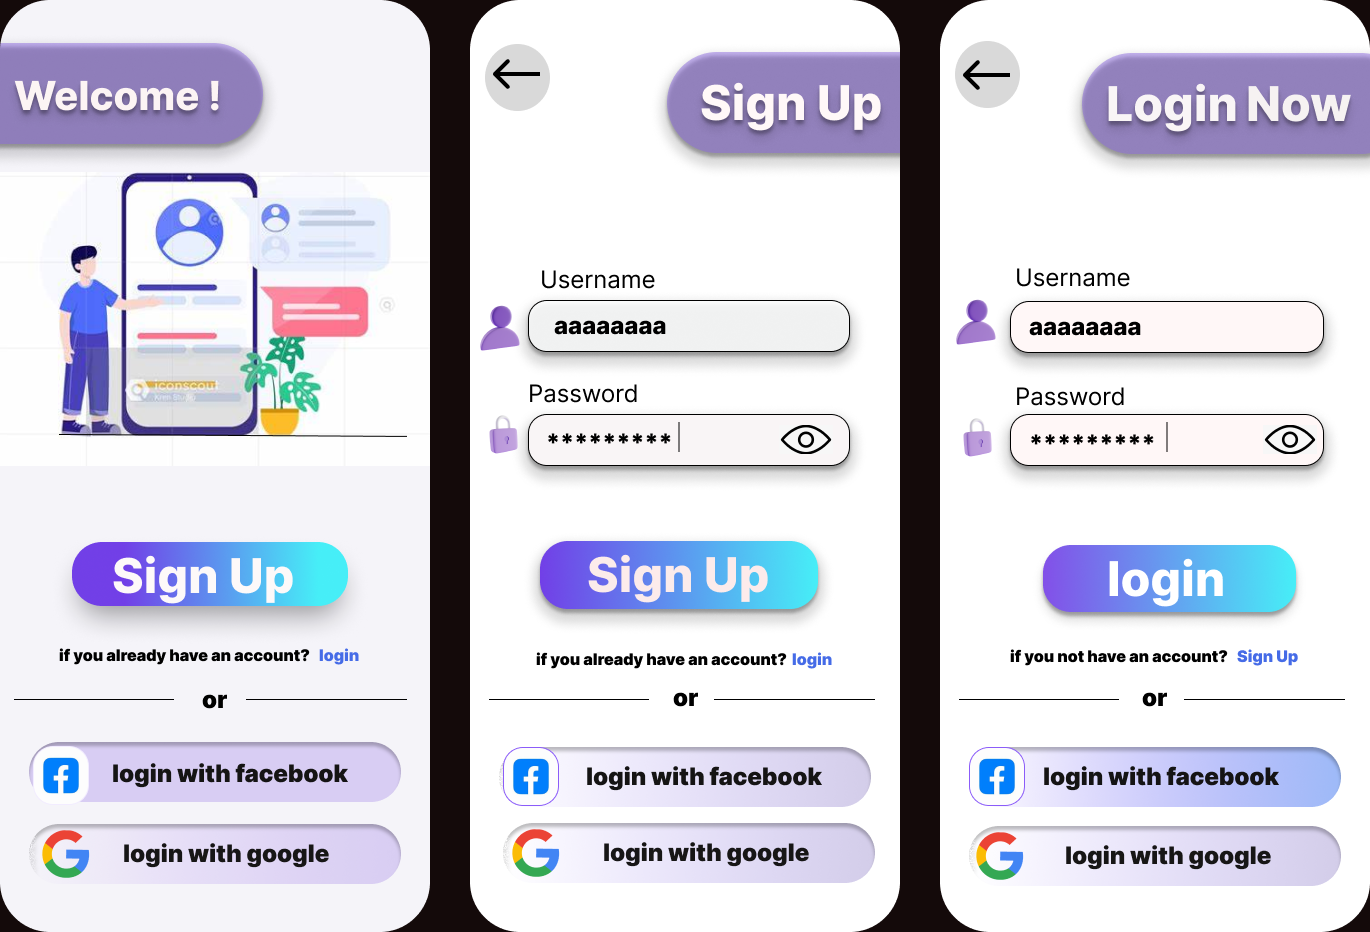 Welcome !
iconscout
Sign Up
if you already have an account? login
or
login with facebook
login with google
Sign Up
Username
aaaaaaaa
Password
*********
Sign Up
if you already have an account? login
or
login with facebook
login with google
Login Now
Username
aaaaaaaa
Password
*********
login
if you not have an account? Sign Up
or
login with facebook
login with google